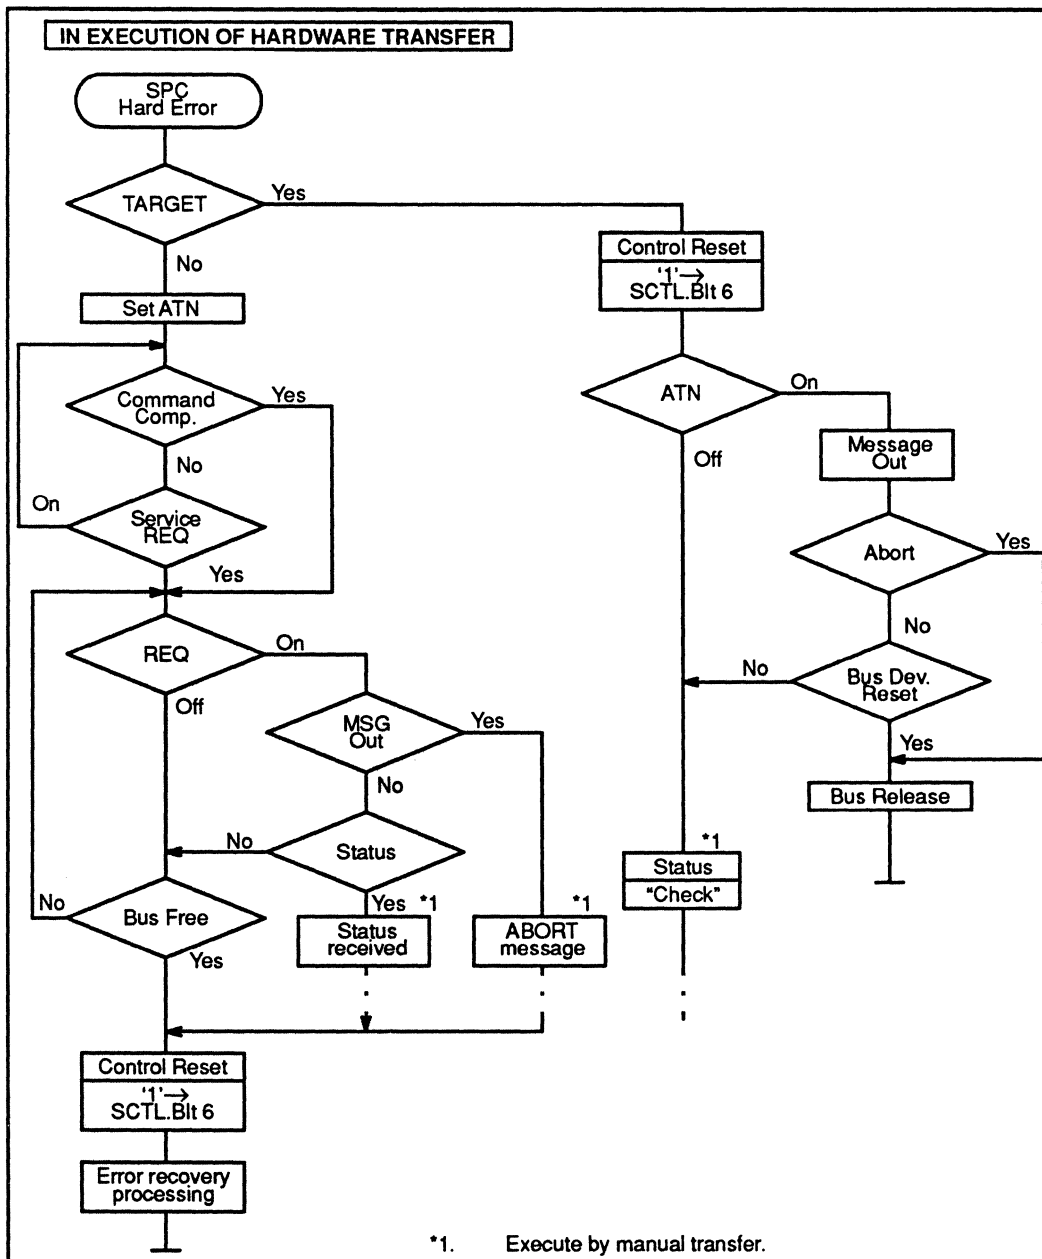 IN EXECUTION OF HARDWARE TRANSFER
SPC
Hard Error
TARGET
Yes
No
Set ATN
Command
Comp.
Yes
No
On
Service
REQ
Yes
REQ
On
Off
MSG
Out
Yes
No
Status
No
Yes
*1
Status
received
*1
ABORT
message
Bus Free
No
Yes
Control Reset
‘1’→
SCTL.BIt 6
Error recovery
processing
Control Reset
‘1’→
SCTL.BIt 6
ATN
On
Off
Message
Out
Abort
Yes
No
Bus Dev.
Reset
No
Yes
Bus Release
*1
Status
“Check”
*1. Execute by manual transfer.